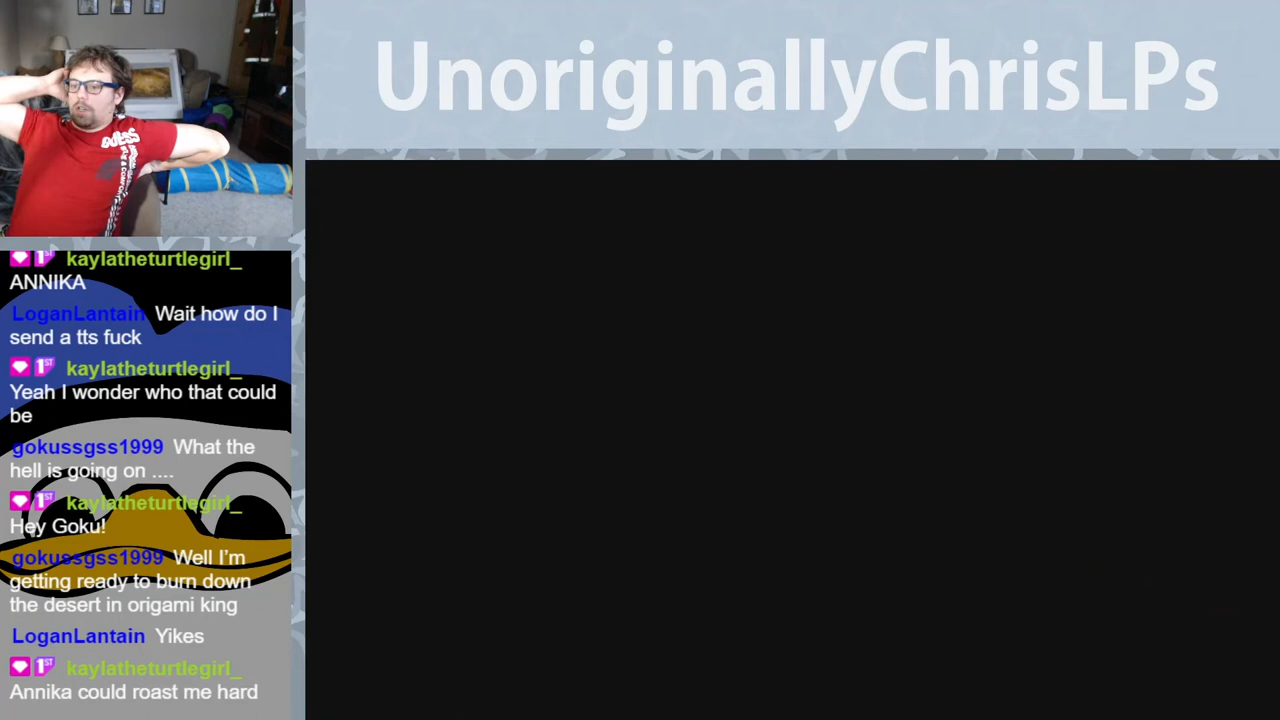 UnoriginallyChrisLPs
kaylatheturtlegirl_
ANNIKA
LoganLantain Wait how do I
send a tts fuck
kaylatheturtlegirl_
Yeah I wonder who that could
be
gokussgss1999 What the
hell is going on ....
kaylatheturtlegirl_
Hey Goku!
gokussgss1999 Well I'm
getting ready to burn down
the desert in origami king
LoganLantain Yikes
kaylatheturtlegirl_
Annika could roast me hard